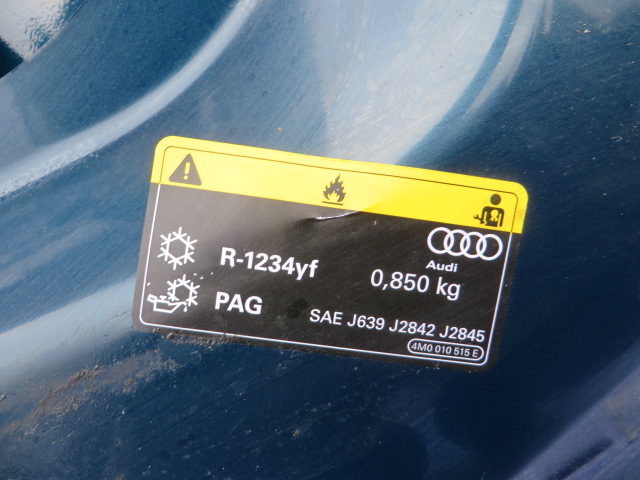 Audi
R-1234yf 0,850 kg
PAG SAE J639 J2842 J2845
4M0 010 515 E